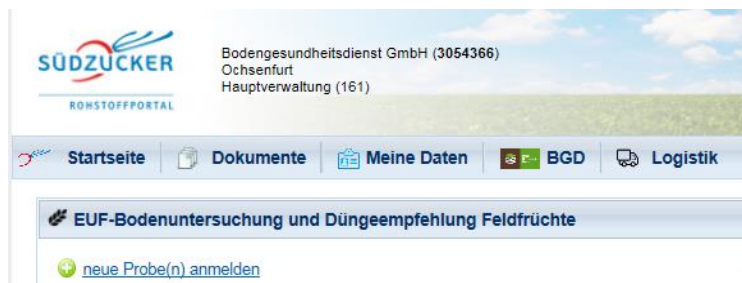 SÜDZUCKER
ROHSTOFFPORTAL
Bodengesundheitsdienst GmbH (3054366)
Ochsenfurt
Hauptverwaltung (161)
Startseite Dokumente Meine Daten BGD Logistik
EUF-Bodenuntersuchung und Düngeempfehlung Feldfrüchte
neue Probe(n) anmelden